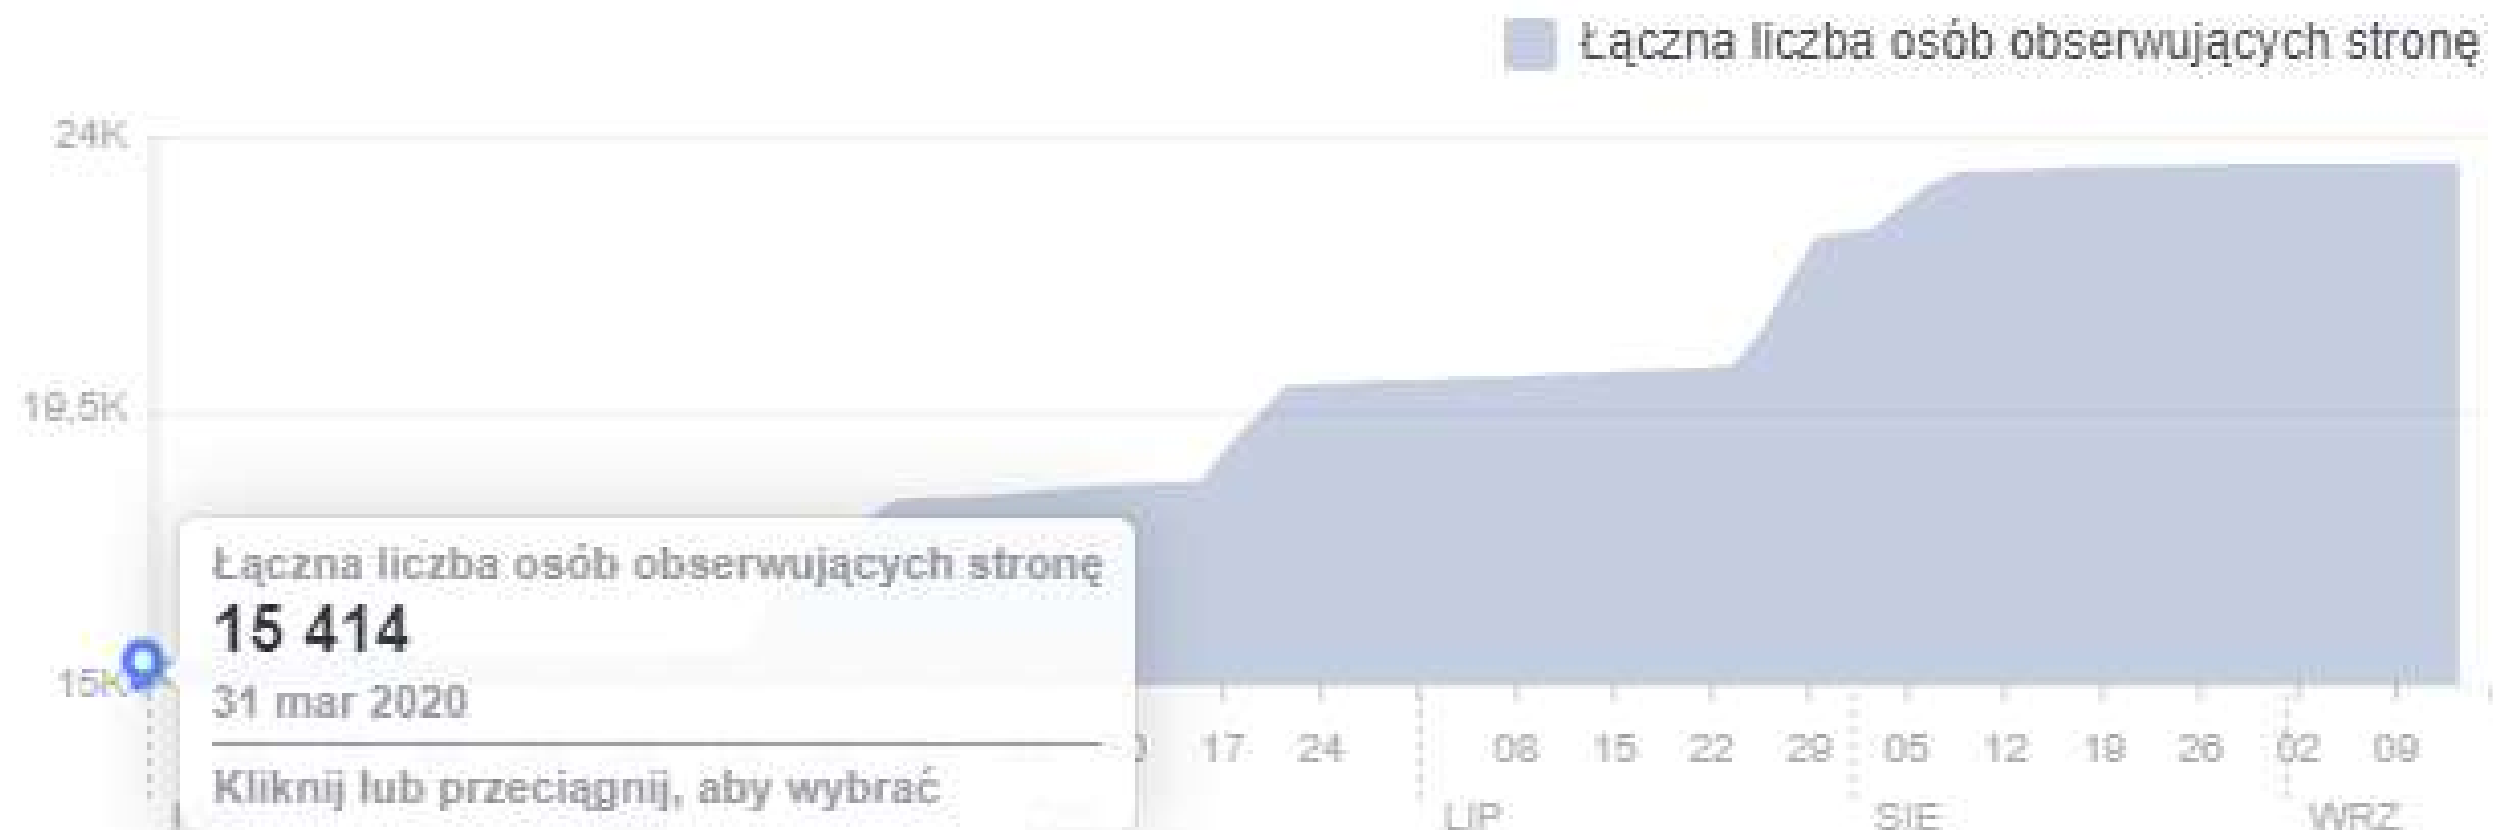 Łączna liczba osób obserwujących stronę
24K
19,5K
Łączna liczba osób obserwujących stronę
15 414
15K
31 mar 2020
17 24 08 15 22 29 05 12 19 26 02 09
Kliknij lub przeciągnij, aby wybrać
LIP SIE WRZ